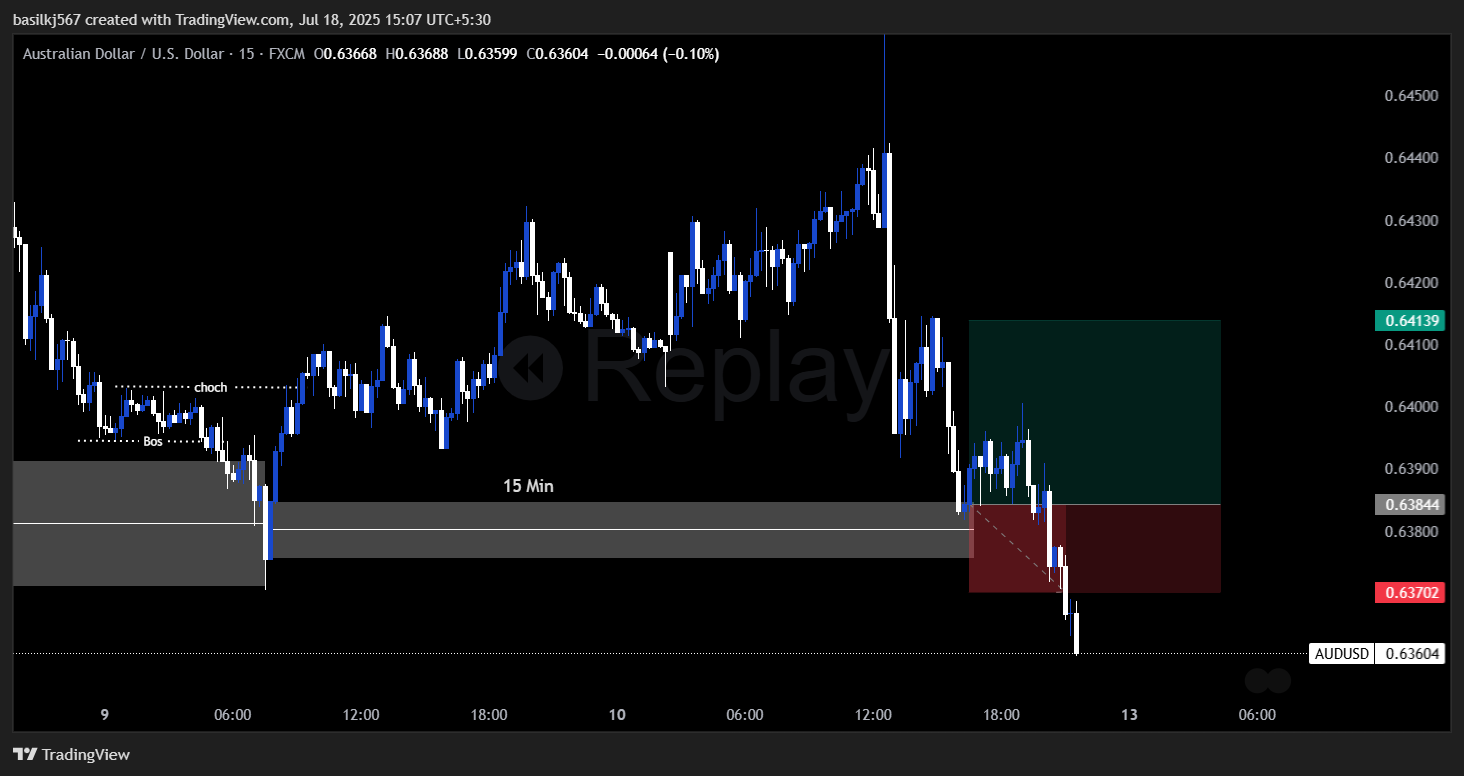 basilkj567 created with TradingView.com, Jul 18, 2025 15:07 UTC+5:30
Australian Dollar / U.S. Dollar · 15 · FXCM O0.63668 H0.63688 L0.63599 C0.63604 −0.00064 (−0.10%)
0.64500
0.64400
0.64300
0.64200
0.64139
0.64100
Replay
choch
0.64000
Bos
0.63900
15 Min
0.63844
0.63800
0.63702
AUDUSD 0.63604
9 06:00 12:00 18:00 10 06:00 12:00 18:00 13 06:00
TradingView